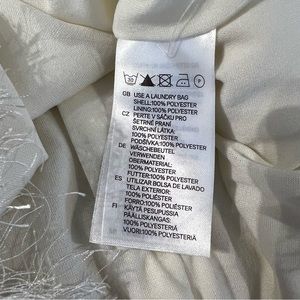 30 P
GB USE A LAUNDRY BAG
SHELL:100% POLYESTER
LINING:100% POLYESTER
CZ PERTE V SÁČKU PRO
ŠETRNÉ PRANÍ
SVRCHNÍ LÁTKA:
100% POLYESTER
PODŠÍVKA:100% POLYESTER
DE WÄSCHEBEUTEL
VERWENDEN
OBERMATERIAL:
100% POLYESTER
FUTTER:100% POLYESTER
ES UTILIZAR BOLSA DE LAVADO
TELA EXTERIOR:
100% POLIÉSTER
FORRO:100% POLIÉSTER
FI KÄYTÄ PESUPUSSIA
PÄÄLLISKANGAS:
100% POLYESTERIÄ
VUORI:100% POLYESTERIÄ